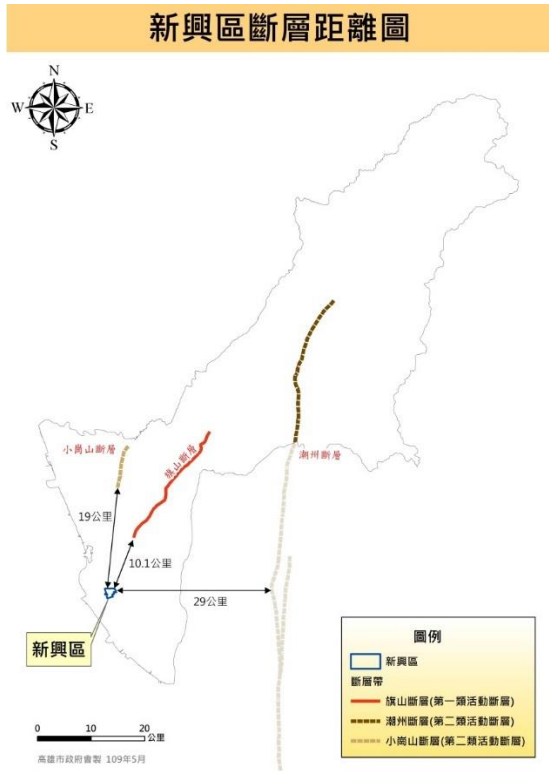 新興區斷層距離圖
N
W
E
S
小崗山斷層
旗山斷層
潮州斷層
19公里
10.1公里
29公里
新興區
圖例
新興區
斷層帶
旗山斷層(第一類活動斷層)
潮州斷層(第二類活動斷層)
小崗山斷層(第二類活動斷層)
0 10 20
公里
高雄市政府會製 109年5月